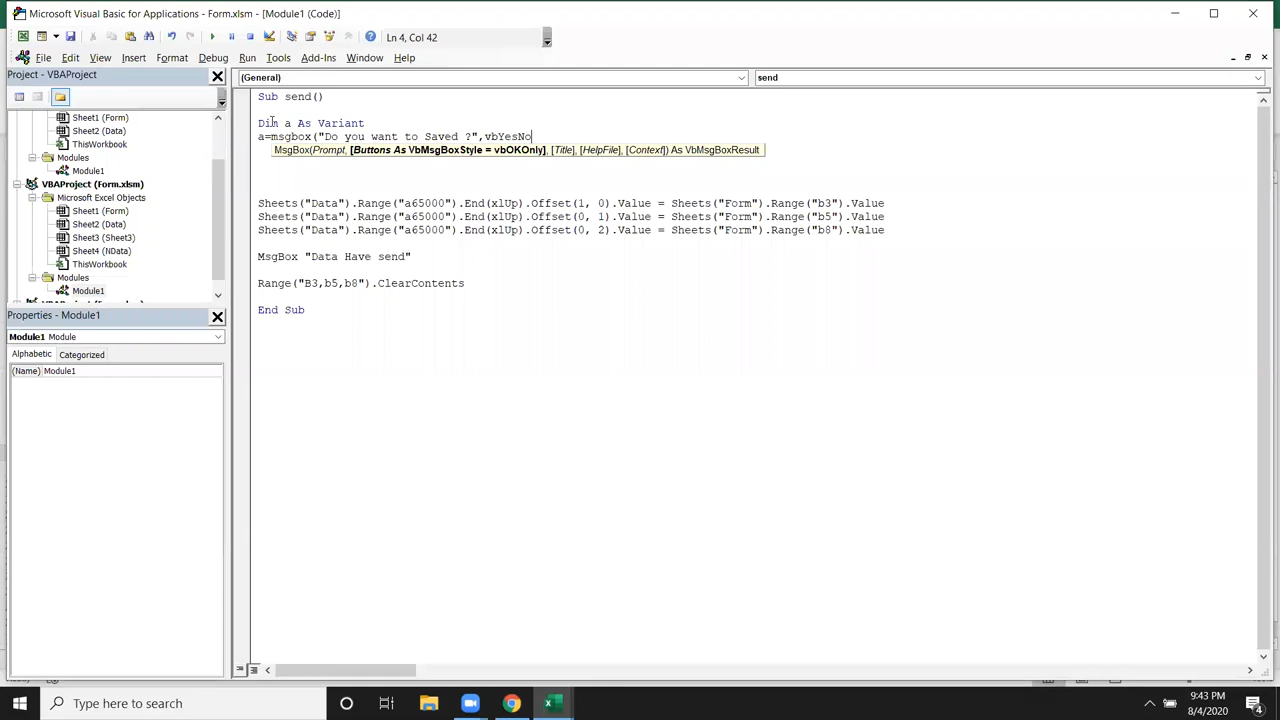 Microsoft Visual Basic for Applications - Form.xlsm - [Module1 (Code)]
Ln 4, Col 42
File Edit View Insert Format Debug Run Tools Add-Ins Window Help
Project - VBAProject
Sheet1 (Form)
Sheet2 (Data)
ThisWorkbook
Modules
Module1
VBAProject (Form.xlsm)
Microsoft Excel Objects
Sheet1 (Form)
Sheet2 (Data)
Sheet3 (Sheet3)
Sheet4 (NData)
ThisWorkbook
Modules
Module1
Properties - Module1
Module1 Module
Alphabetic Categorized
(Name) Module1
(General) send
Sub send()
Dim a As Variant
a=msgbox("Do you want to Saved ?",vbYesNo
MsgBox(Prompt, [Buttons As VbMsgBoxStyle = vbOKOnly], [Title], [HelpFile], [Context]) As VbMsgBoxResult
Sheets("Data").Range("a65000").End(xlUp).Offset(1, 0).Value = Sheets("Form").Range("b3").Value
Sheets("Data").Range("a65000").End(xlUp).Offset(0, 1).Value = Sheets("Form").Range("b5").Value
Sheets("Data").Range("a65000").End(xlUp).Offset(0, 2).Value = Sheets("Form").Range("b8").Value
MsgBox "Data Have send"
Range("B3,b5,b8").ClearContents
End Sub
Type here to search
9:43 PM
8/4/2020
4